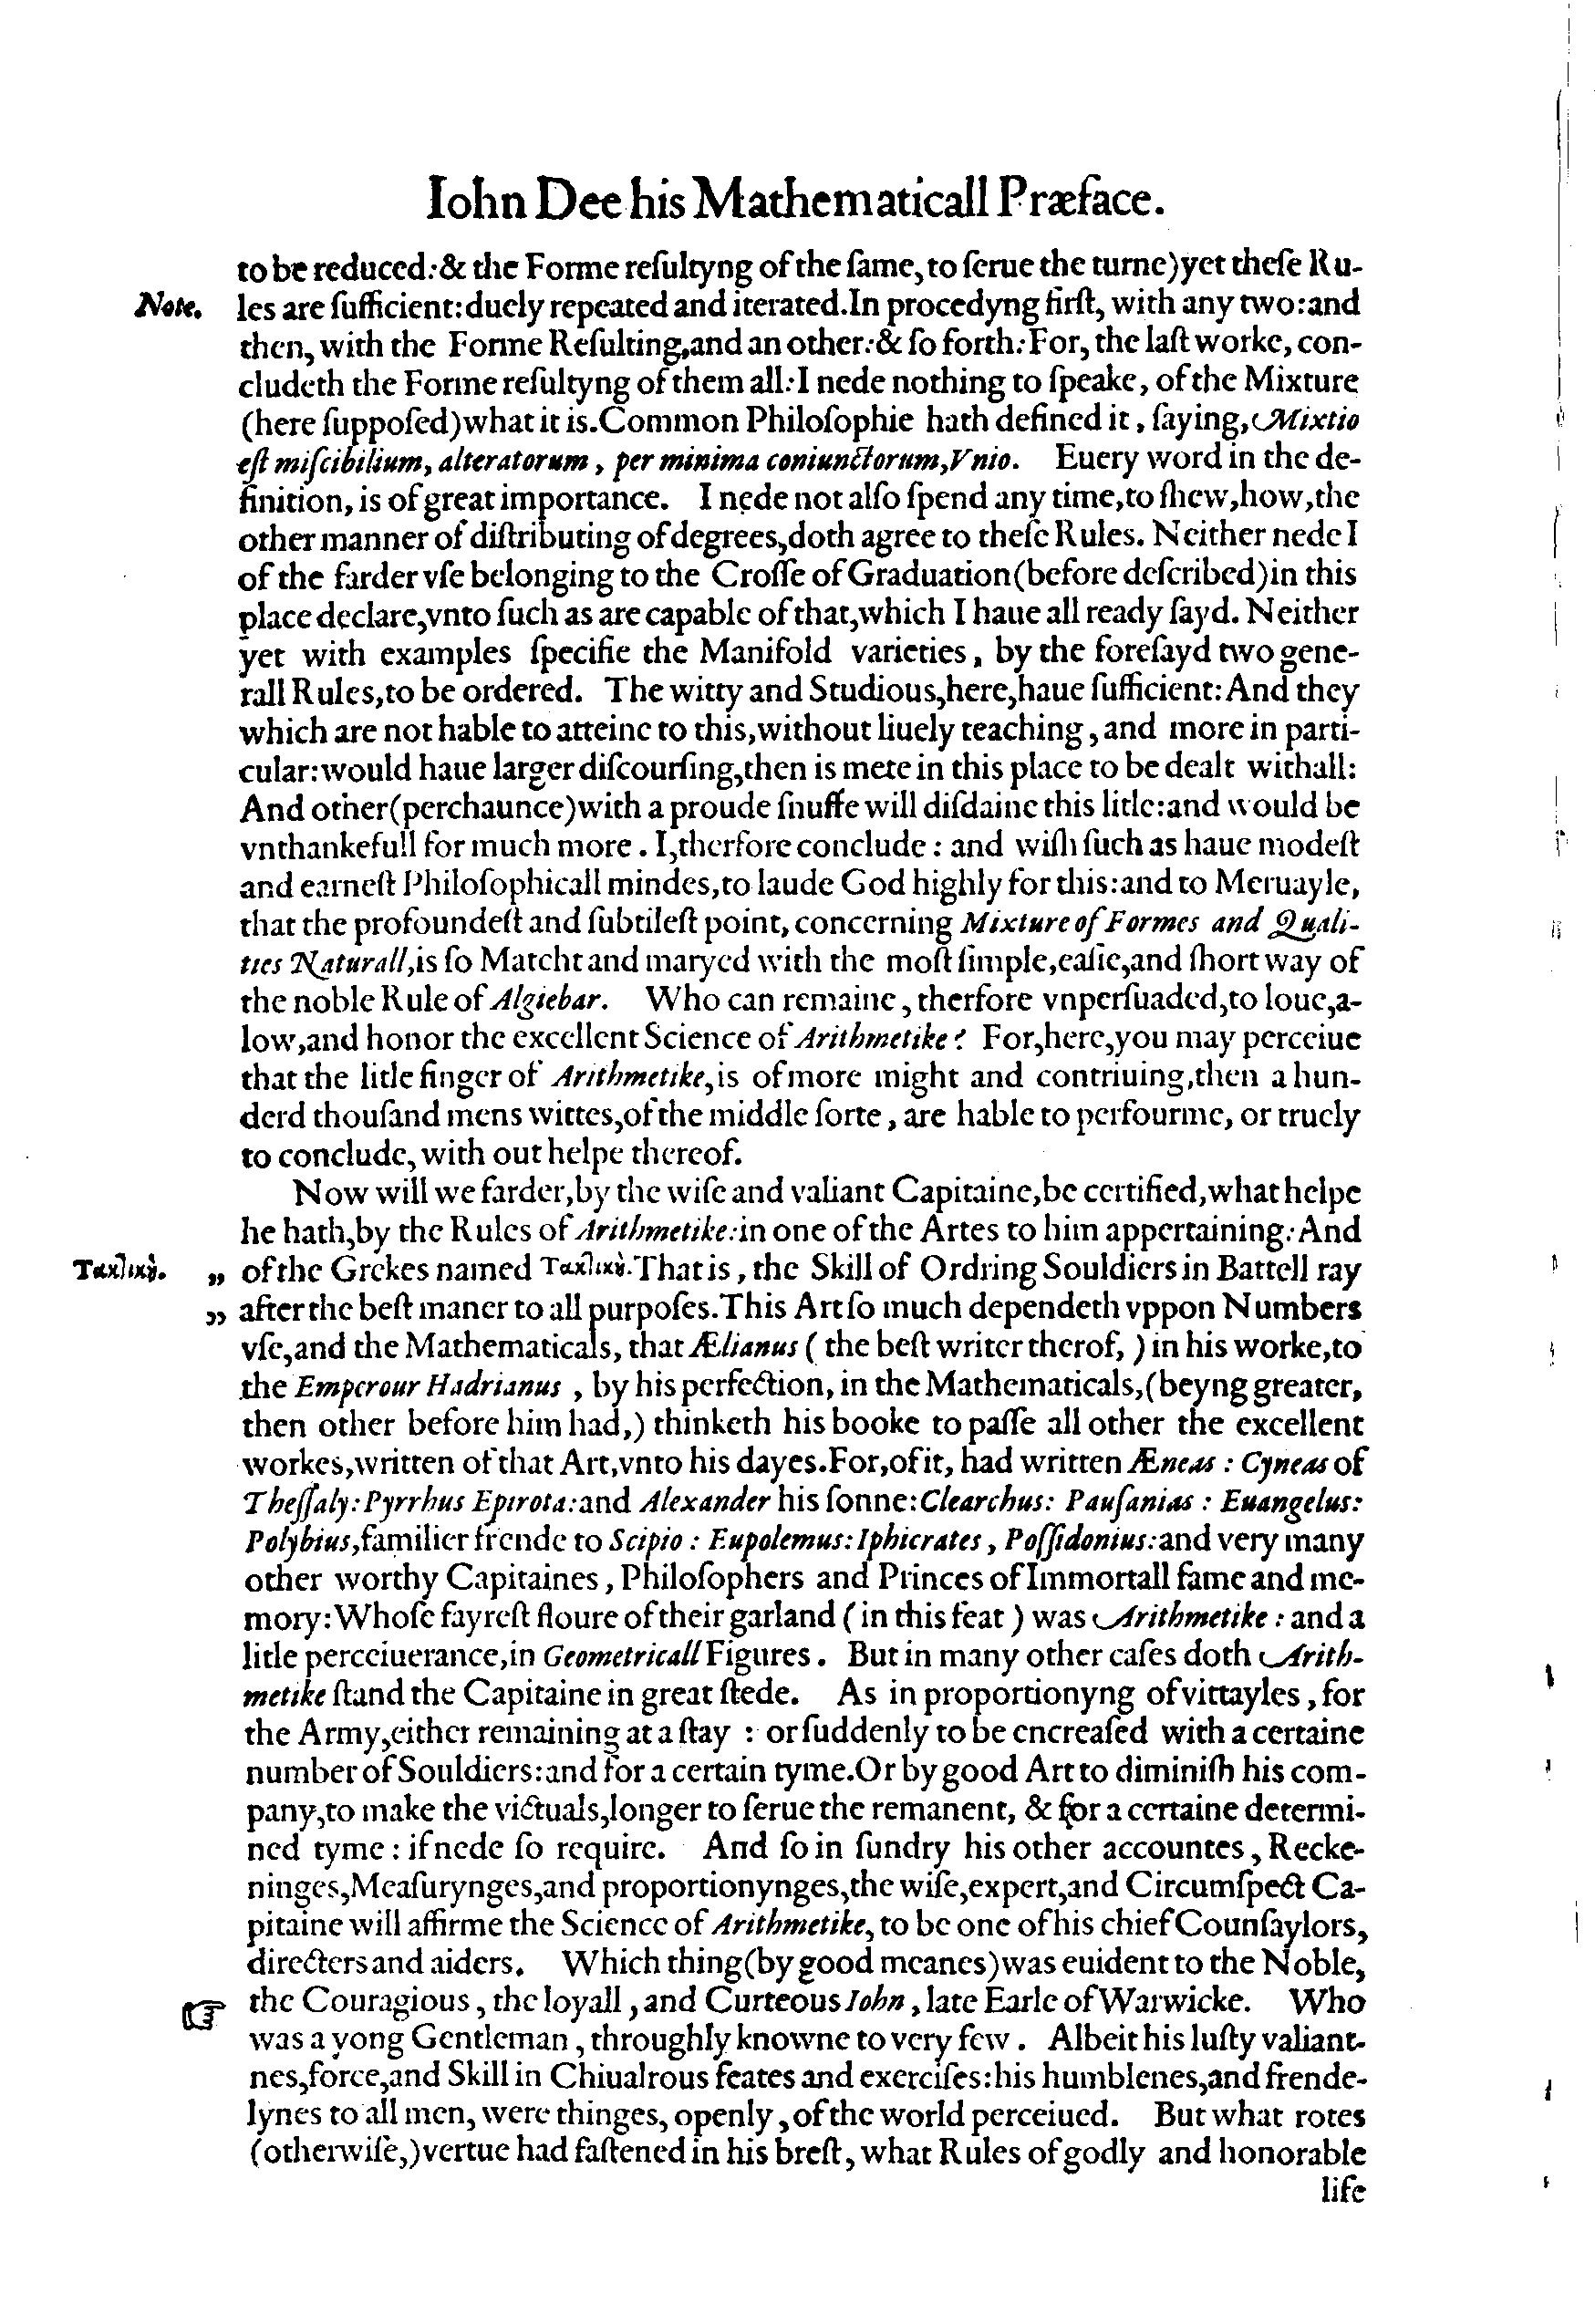 Iohn Dee his Mathematicall Præface.
to be reduced: & the Forme reſultyng of the ſame, to ſerue the turne) yet theſe Ru-
Note. les are ſufficient: duely repeated and iterated. In procedyng firſt, with any two: and
then, with the Forme Reſulting, and an other: & ſo forth: For, the laſt worke, con-
cludeth the Forme reſultyng of them all: I nede nothing to ſpeake, of the Mixture
(here ſuppoſed) what it is. Common Philoſophie hath defined it, ſaying, Mixtio
eſt miſcibilium, alteratorum, per minima coniunctorum, Vnio. Euery word in the de-
finition, is of great importance. I nede not alſo ſpend any time, to ſhew, how, the
other manner of diſtributing of degrees, doth agree to theſe Rules. Neither nede I
of the farder vſe belonging to the Croſſe of Graduation (before deſcribed) in this
place declare, vnto ſuch as are capable of that, which I haue all ready ſayd. Neither
yet with examples ſpecifie the Manifold varieties, by the foreſayd two gene-
rall Rules, to be ordered. The witty and Studious, here, haue ſufficient: And they
which are not hable to atteine to this, without liuely teaching, and more in parti-
cular: would haue larger diſcourſing, then is mete in this place to be dealt withall:
And other (perchaunce) with a proude ſnuffe will diſdaine this litle: and would be
vnthankefull for much more. I, therfore conclude: and wiſh ſuch as haue modeſt
and earneſt Philoſophicall mindes, to laude God highly for this: and to Meruayle,
that the profoundeſt and ſubtileſt point, concerning Mixture of Formes and Quali-
ties Naturall, is ſo Matcht and maryed with the moſt ſimple, eaſie, and ſhort way of
the noble Rule of Algiebar. Who can remaine, therfore vnperſuaded, to loue, a-
low, and honor the excellent Science of Arithmetike? For, here, you may perceiue
that the litle finger of Arithmetike, is of more might and contriuing, then a hun-
derd thouſand mens wittes, of the middle ſorte, are hable to perfourme, or truely
to conclude, with out helpe thereof.
Now will we farder, by the wiſe and valiant Capitaine, be certified, what helpe
he hath, by the Rules of Arithmetike: in one of the Artes to him appertaining: And
Τακτικὴ. „ of the Grekes named Τακτικὴ. That is, the Skill of Ordring Souldiers in Battell ray
„ after the beſt maner to all purpoſes. This Art ſo much dependeth vppon Numbers
vſe, and the Mathematicals, that Ælianus (the beſt writer therof,) in his worke, to
the Emperour Hadrianus, by his perfection, in the Mathematicals, (beyng greater,
then other before him had,) thinketh his booke to paſſe all other the excellent
workes, written of that Art, vnto his dayes. For, of it, had written Æneas: Cyneas of
Theſſaly: Pyrrhus Epirota: and Alexander his ſonne: Clearchus: Pauſanias: Euangelus:
Polybius, familier frende to Scipio: Eupolemus: Iphicrates, Poſſidonius: and very many
other worthy Capitaines, Philoſophers and Princes of Immortall fame and me-
mory: Whoſe fayreſt floure of their garland (in this feat) was Arithmetike: and a
litle perceiuerance, in Geometricall Figures. But in many other caſes doth Arith-
metike ſtand the Capitaine in great ſtede. As in proportionyng of vittayles, for
the Army, either remaining at a ſtay: or ſuddenly to be encreaſed with a certaine
number of Souldiers: and for a certain tyme. Or by good Art to diminiſh his com-
pany, to make the victuals, longer to ſerue the remanent, & for a certaine determi-
ned tyme: if nede ſo require. And ſo in ſundry his other accountes, Recke-
ninges, Meaſurynges, and proportionynges, the wiſe, expert, and Circumſpect Ca-
pitaine will affirme the Science of Arithmetike, to be one of his chief Counſaylors,
directers and aiders. Which thing (by good meanes) was euident to the Noble,
☞ the Couragious, the loyall, and Curteous Iohn, late Earle of Warwicke. Who
was a yong Gentleman, throughly knowne to very few. Albeit his luſty valiant-
nes, force, and Skill in Chiualrous feates and exerciſes: his humblenes, and frende-
lynes to all men, were thinges, openly, of the world perceiued. But what rotes
(otherwiſe,) vertue had faſtened in his breſt, what Rules of godly and honorable
life